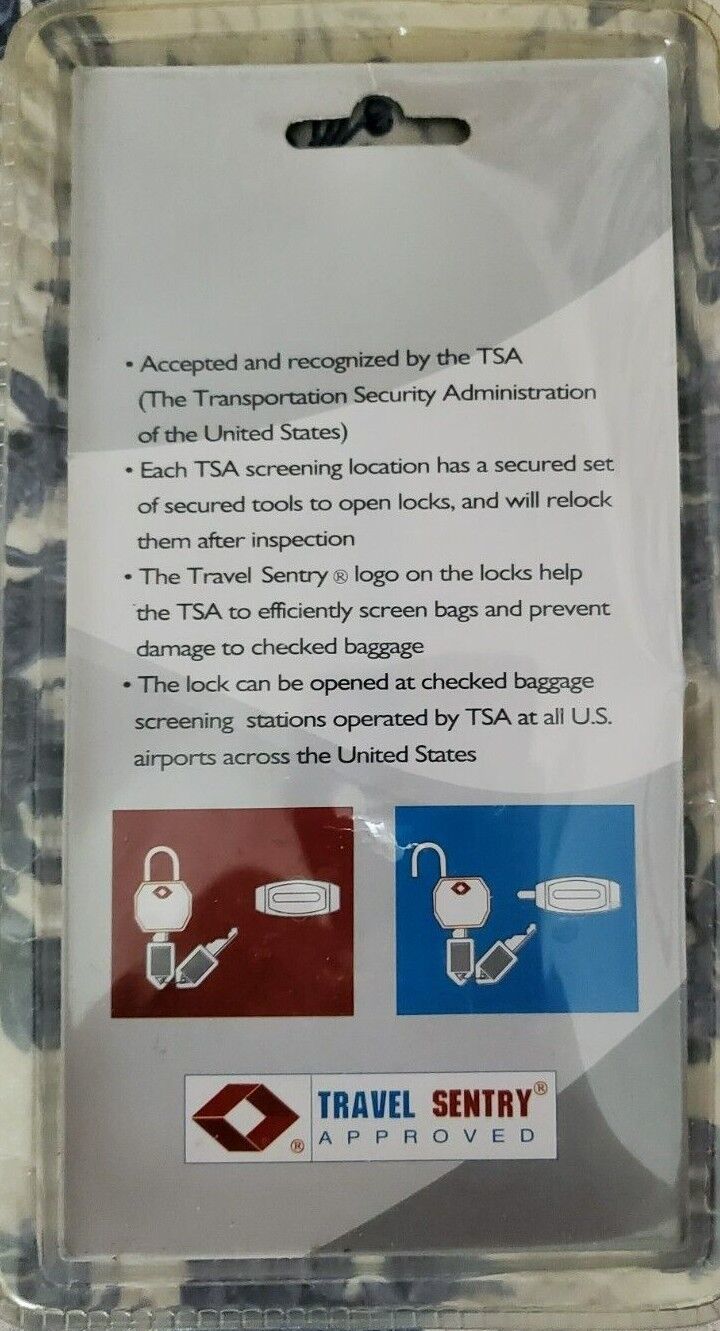 • Accepted and recognized by the TSA
(The Transportation Security Administration
of the United States)
• Each TSA screening location has a secured set
of secured tools to open locks, and will relock
them after inspection
• The Travel Sentry ® logo on the locks help
the TSA to efficiently screen bags and prevent
damage to checked baggage
• The lock can be opened at checked baggage
screening stations operated by TSA at all U.S.
airports across the United States
® TRAVEL SENTRY®
APPROVED